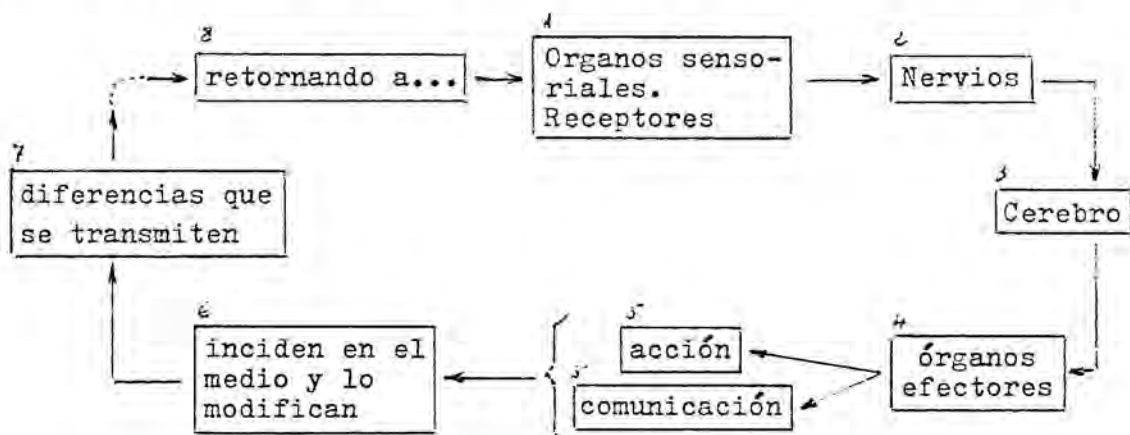 8
retornando a...
1
Organos senso-
riales.
Receptores
2
Nervios
3
Cerebro
4
órganos
efectores
5
acción
5
comunicación
6
inciden en el
medio y lo
modifican
7
diferencias que
se transmiten